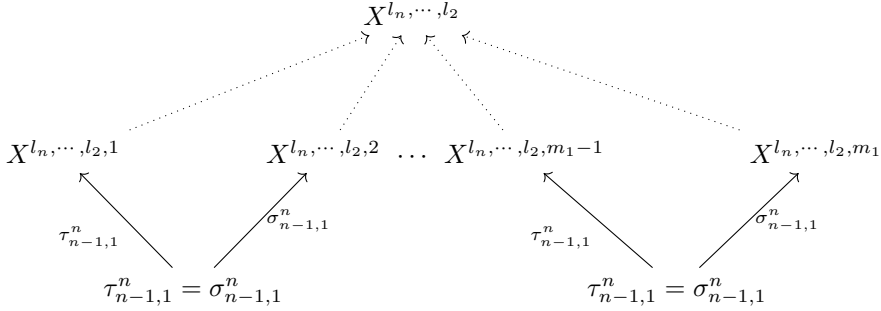 X^{l_n,\cdots,l_2}
X^{l_n,\cdots,l_2,1} X^{l_n,\cdots,l_2,2} \cdots X^{l_n,\cdots,l_2,m_1-1} X^{l_n,\cdots,l_2,m_1}
\tau^n_{n-1,1} \sigma^n_{n-1,1} \tau^n_{n-1,1} \sigma^n_{n-1,1}
\tau^n_{n-1,1} = \sigma^n_{n-1,1} \tau^n_{n-1,1} = \sigma^n_{n-1,1}